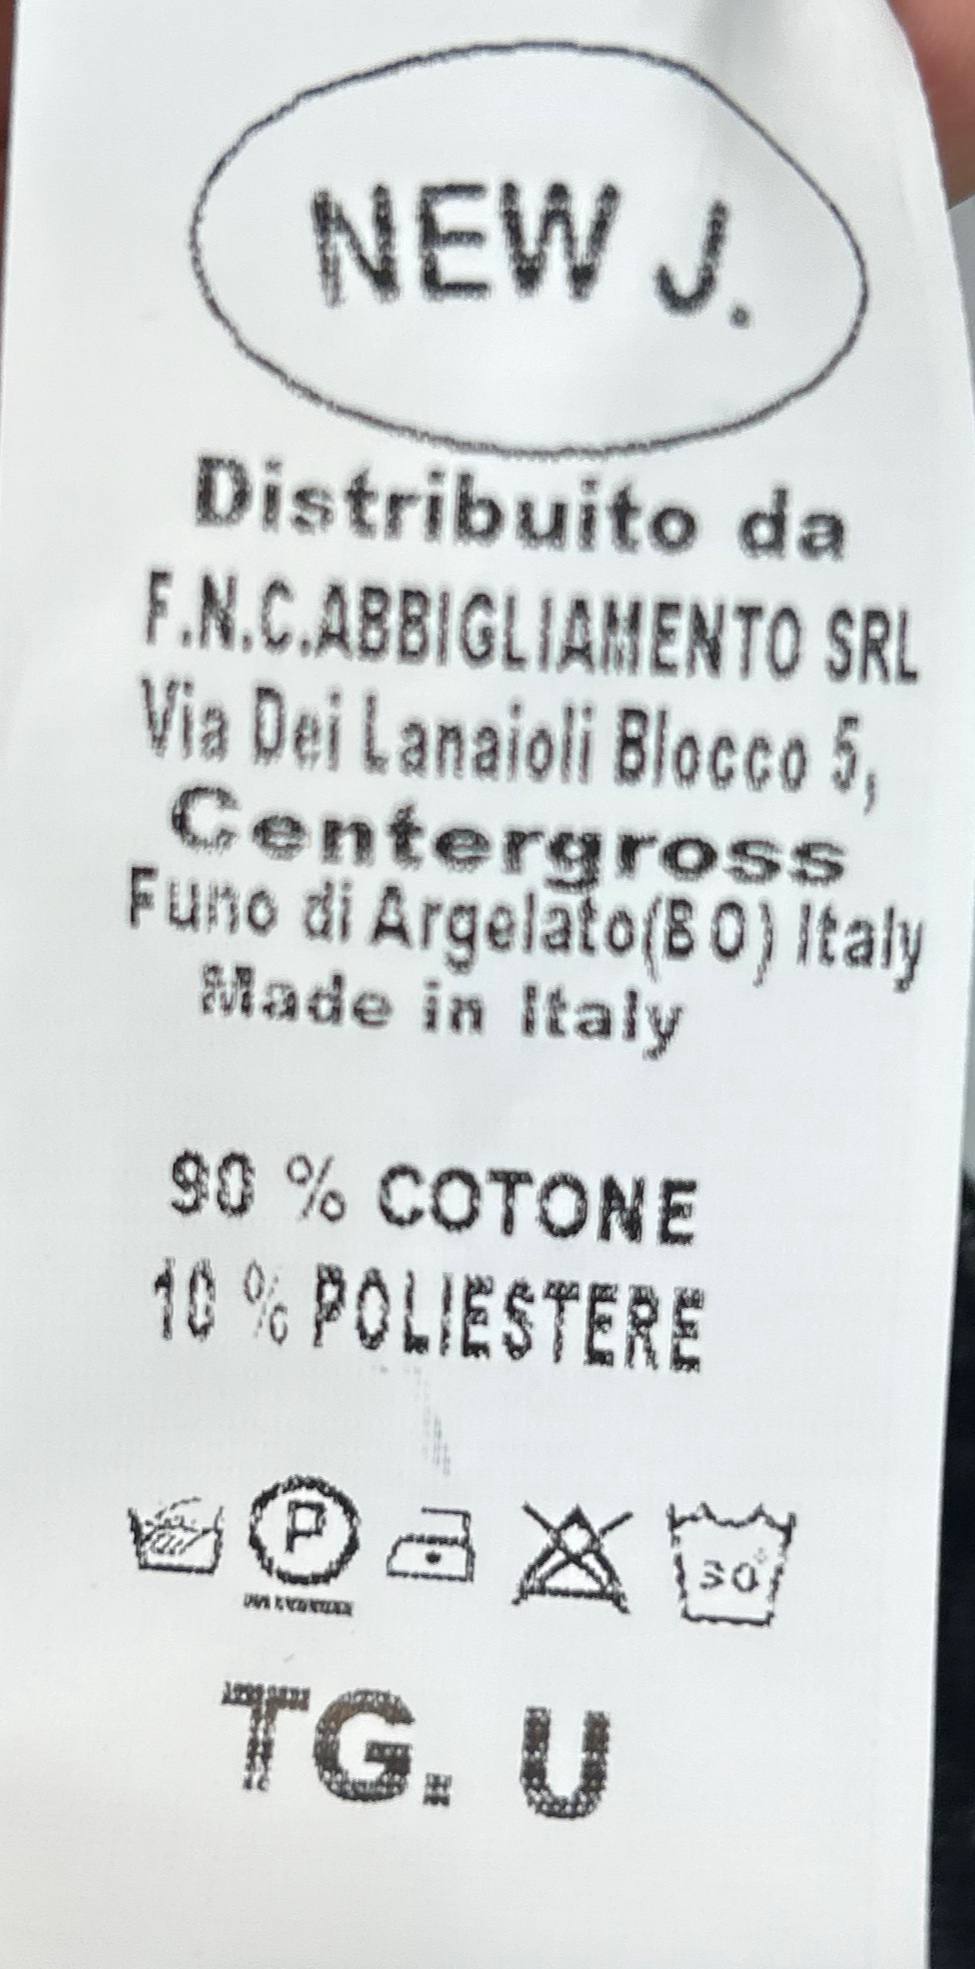 NEW J.
Distribuito da
F.N.C.ABBIGLIAMENTO SRL
Via Dei Lanaioli Blocco 5,
Centergross
Funo di Argelato(BO) Italy
Made in Italy
90 % COTONE
10 % POLIESTERE
P
30°
TG. U